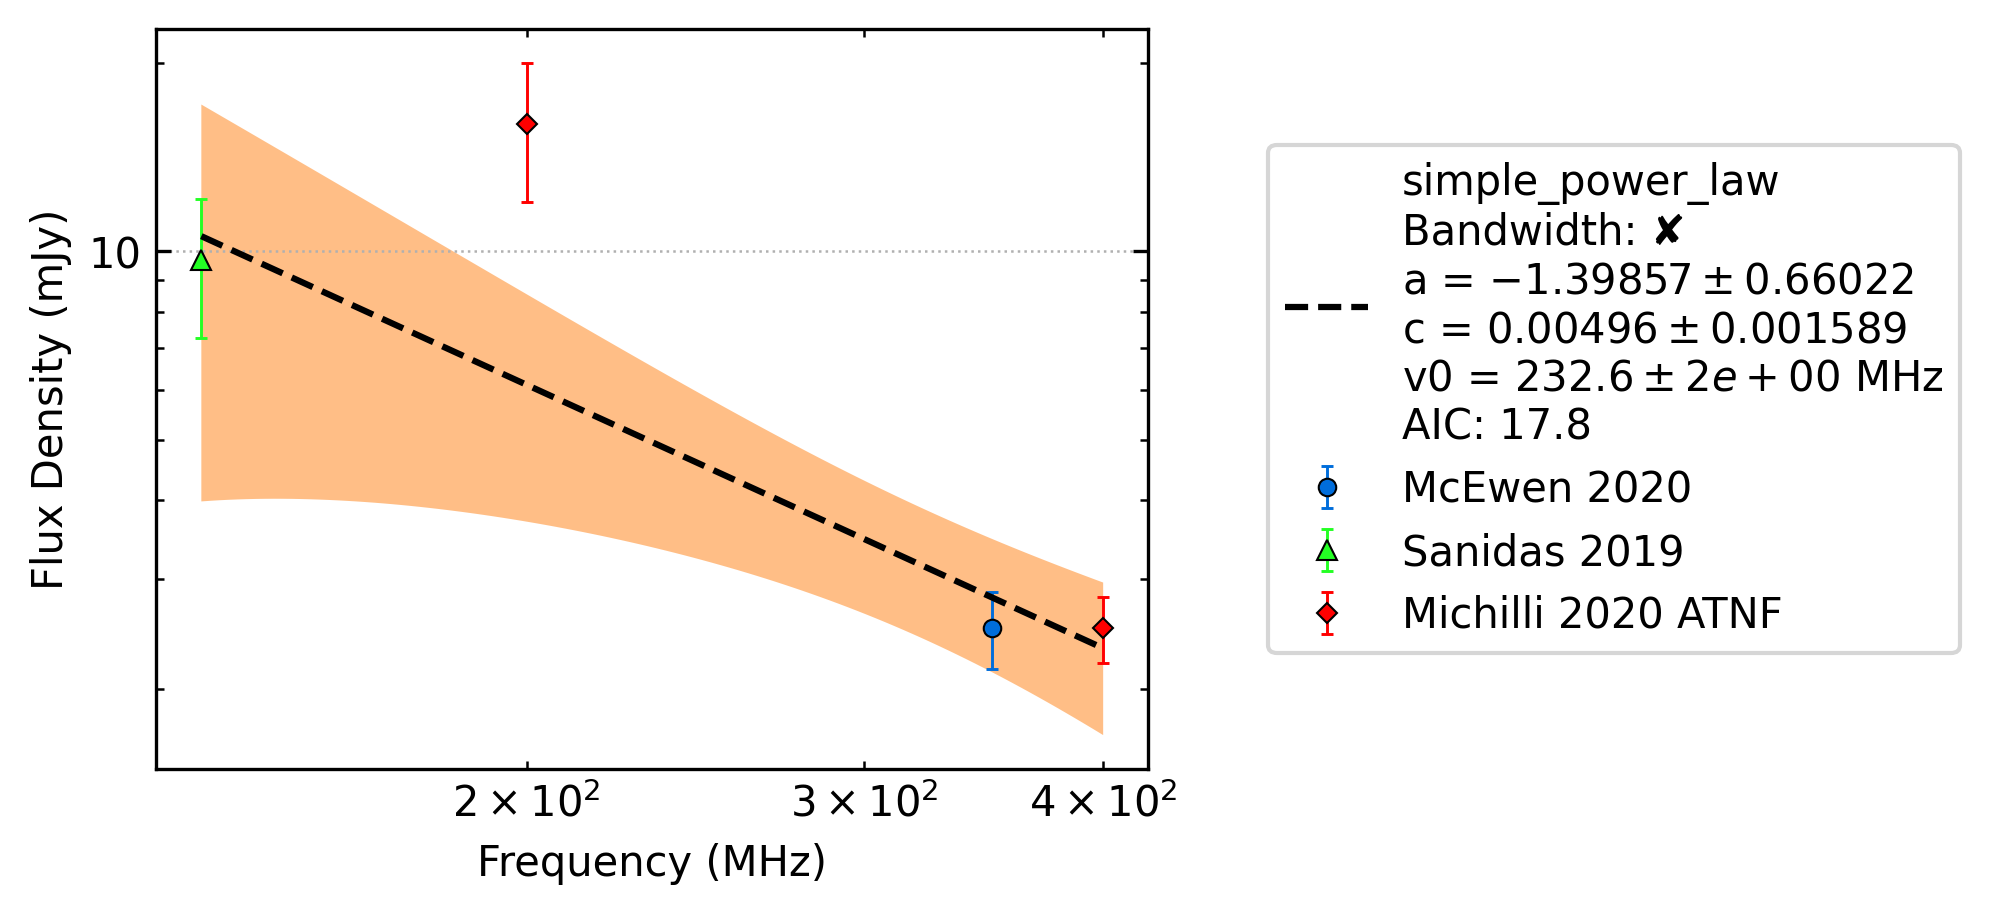 Flux Density (mJy)
10
2 × 10²
3 × 10²
4 × 10²
Frequency (MHz)
simple_power_law
Bandwidth: ✘
a = −1.39857 ± 0.66022
c = 0.00496 ± 0.001589
v0 = 232.6 ± 2e + 00 MHz
AIC: 17.8
McEwen 2020
Sanidas 2019
Michilli 2020 ATNF